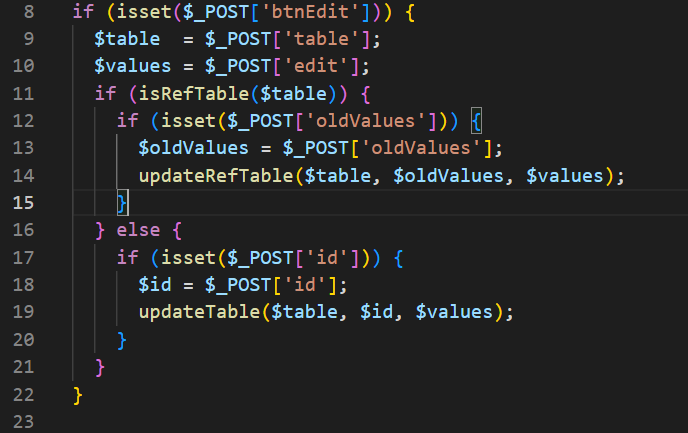 8 if (isset($_POST['btnEdit'])) {
9   $table  = $_POST['table'];
10   $values = $_POST['edit'];
11   if (isRefTable($table)) {
12     if (isset($_POST['oldValues'])) {
13       $oldValues = $_POST['oldValues'];
14       updateRefTable($table, $oldValues, $values);
15     }
16   } else {
17     if (isset($_POST['id'])) {
18       $id = $_POST['id'];
19       updateTable($table, $id, $values);
20     }
21   }
22 }
23